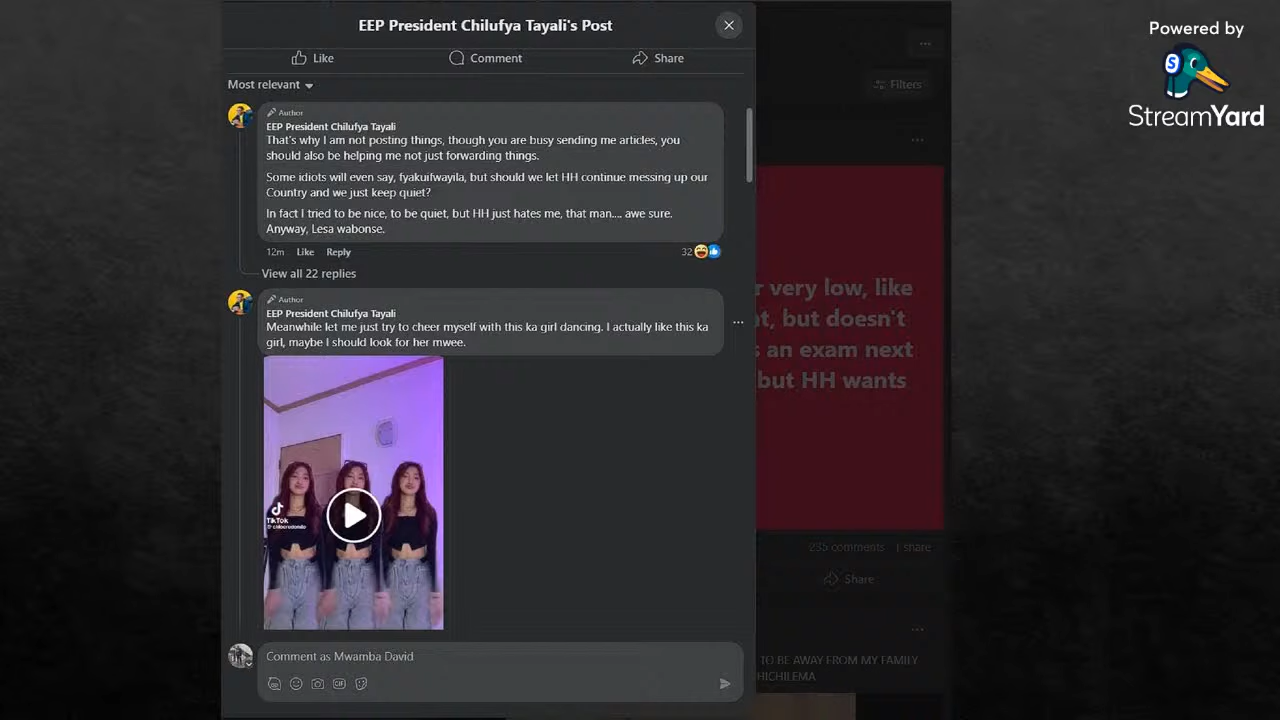 EEP President Chilufya Tayali's Post
Powered by
StreamYard
Like
Comment
Share
Most relevant
Filters
Author
EEP President Chilufya Tayali
That's why I am not posting things, though you are busy sending me articles, you
should also be helping me not just forwarding things.
Some idiots will even say, fyakuifwayila, but should we let HH continue messing up our
Country and we just keep quiet?
In fact I tried to be nice, to be quiet, but HH just hates me, that man.... awe sure.
Anyway, Lesa wabonse.
12m Like Reply 32
View all 22 replies
Author
EEP President Chilufya Tayali
Meanwhile let me just try to cheer myself with this ka girl dancing. I actually like this ka
girl, maybe I should look for her mwee.
r very low, like
t, but doesn't
s an exam next
but HH wants
TikTok
235 comments 1 share
Share
Comment as Mwamba David
GIF
TO BE AWAY FROM MY FAMILY
HICHILEMA